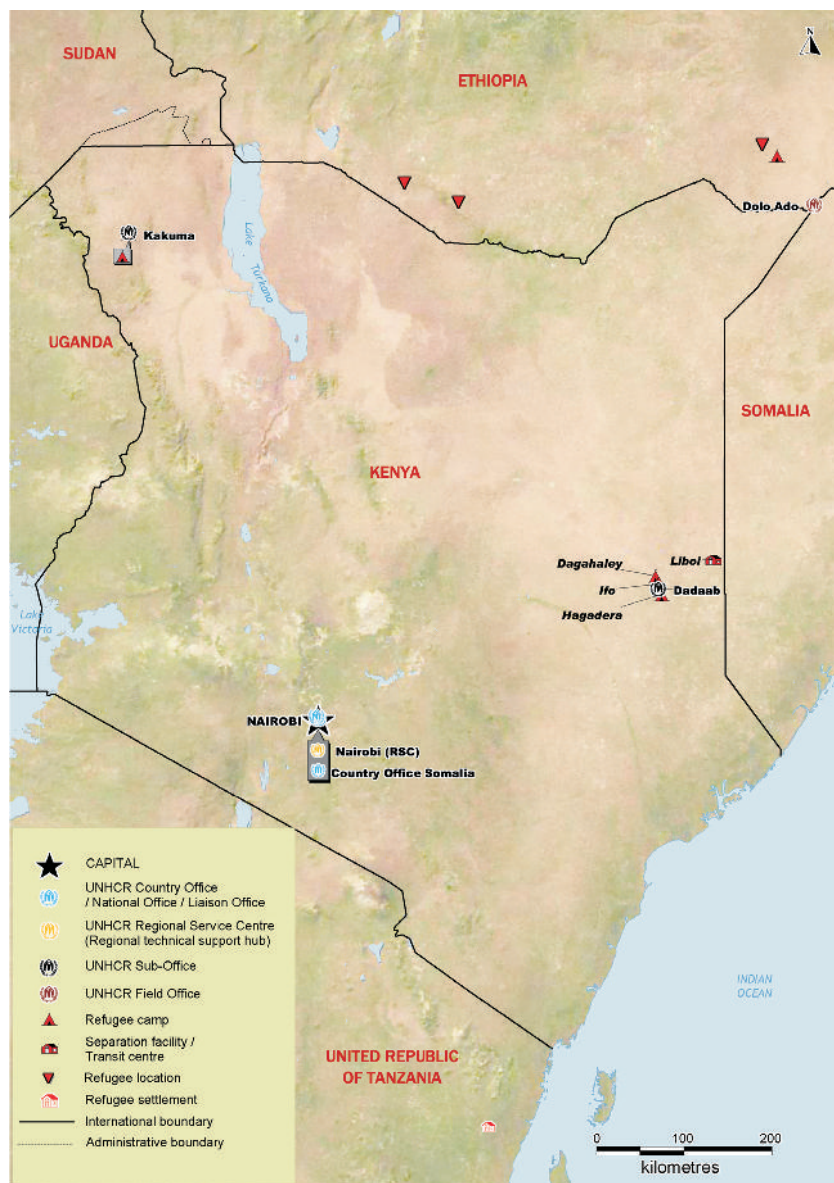 N
SUDAN
ETHIOPIA
Dolo Ado
Kakuma
Lake
Turkana
UGANDA
SOMALIA
KENYA
Dagahaley
Libol
Ifo
Dadaab
Hagadera
Lake
Victoria
NAIROBI
Nairobi (RSC)
Country Office Somalia
CAPITAL
UNHCR Country Office
/ National Office / Liaison Office
UNHCR Regional Service Centre
(Regional technical support hub)
UNHCR Sub-Office
UNHCR Field Office
Refugee camp
Separation facility /
Transit centre
Refugee location
Refugee settlement
International boundary
Administrative boundary
INDIAN
OCEAN
UNITED REPUBLIC
OF TANZANIA
0 100 200
kilometres